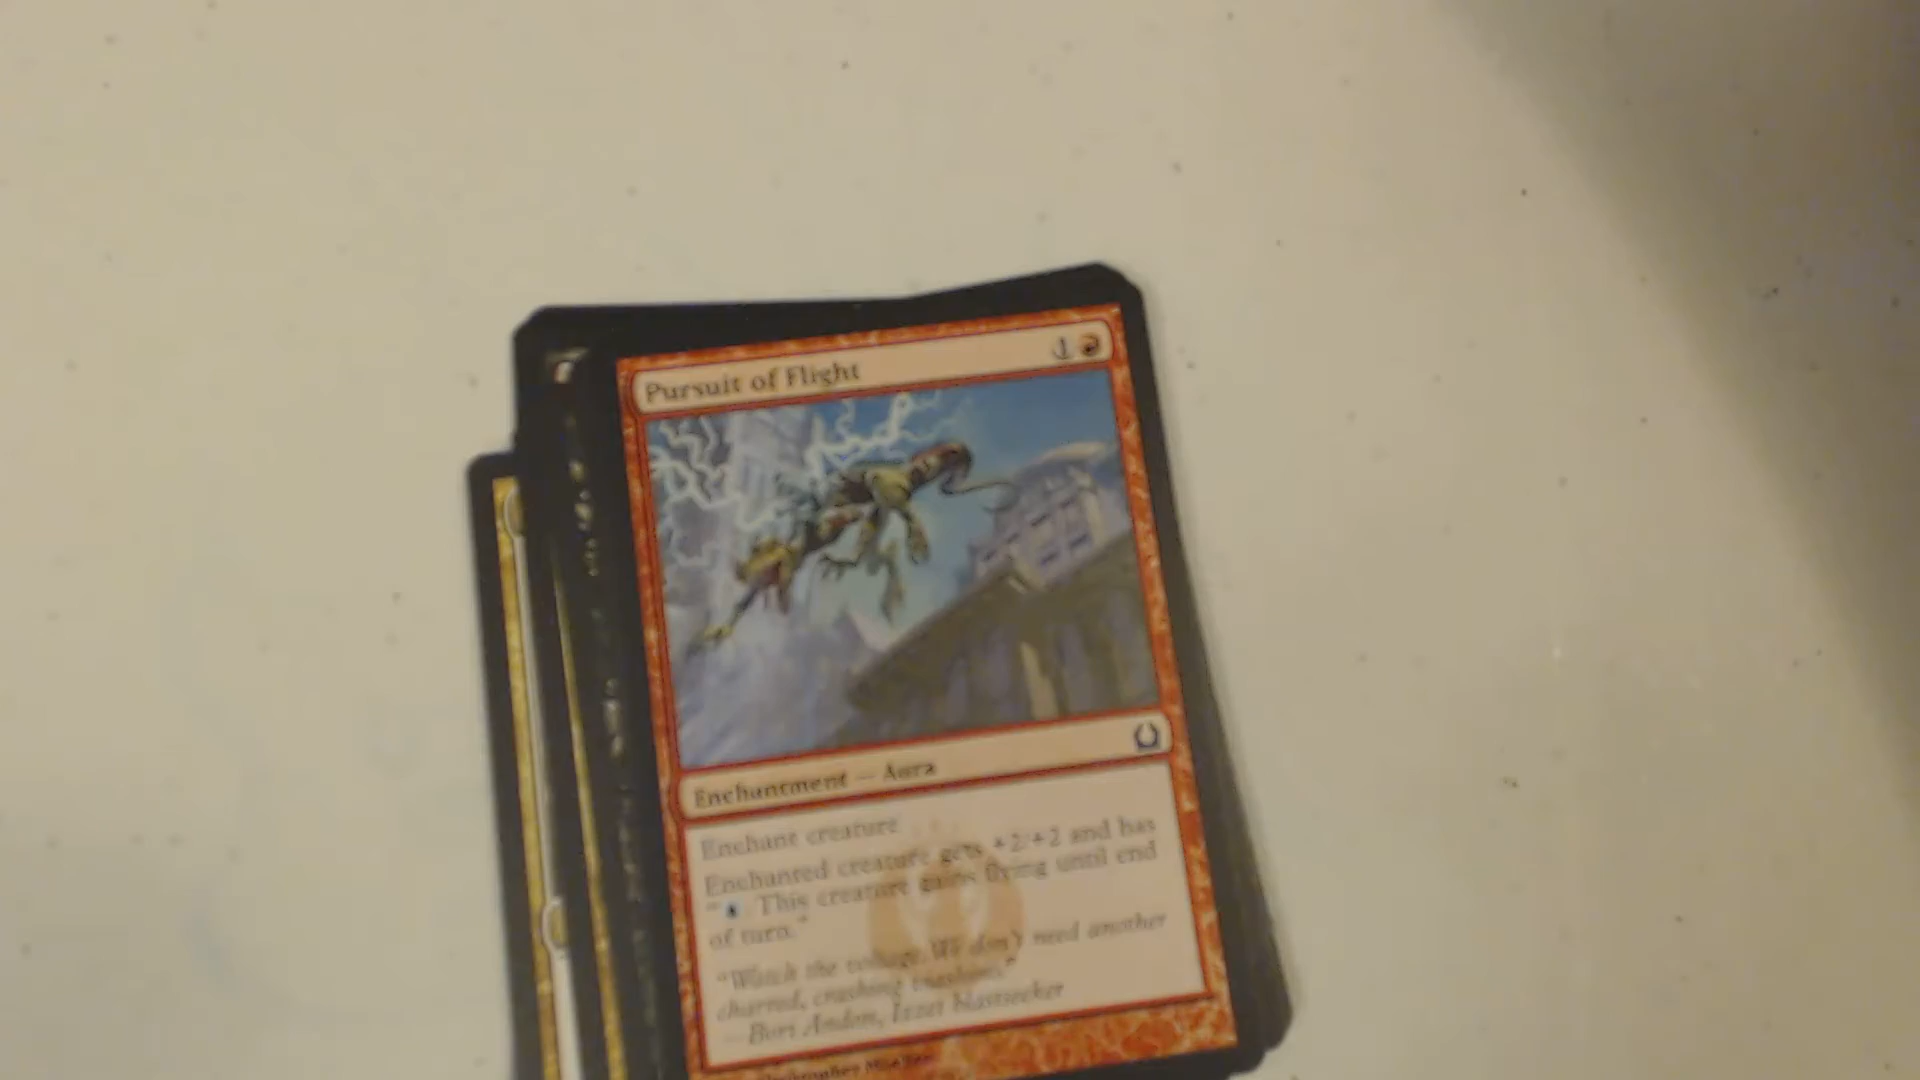 Pursuit of Flight 1
Enchantment — Aura
Enchant creature
Enchanted creature gets +2/+2 and has
" : This creature gains flying until end
of turn."
"Watch the voltage. We don't need another
charred, crashing
—Bori Andon, Izzet blastseeker